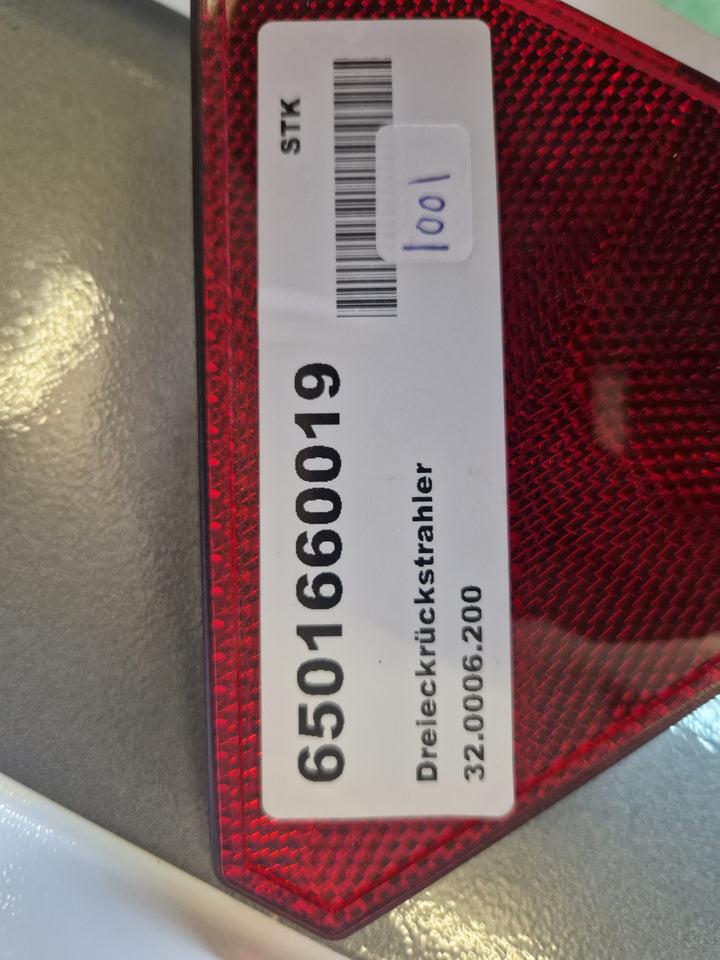 STK
1001
6501660019
Dreieckrückstrahler
32.0006.200